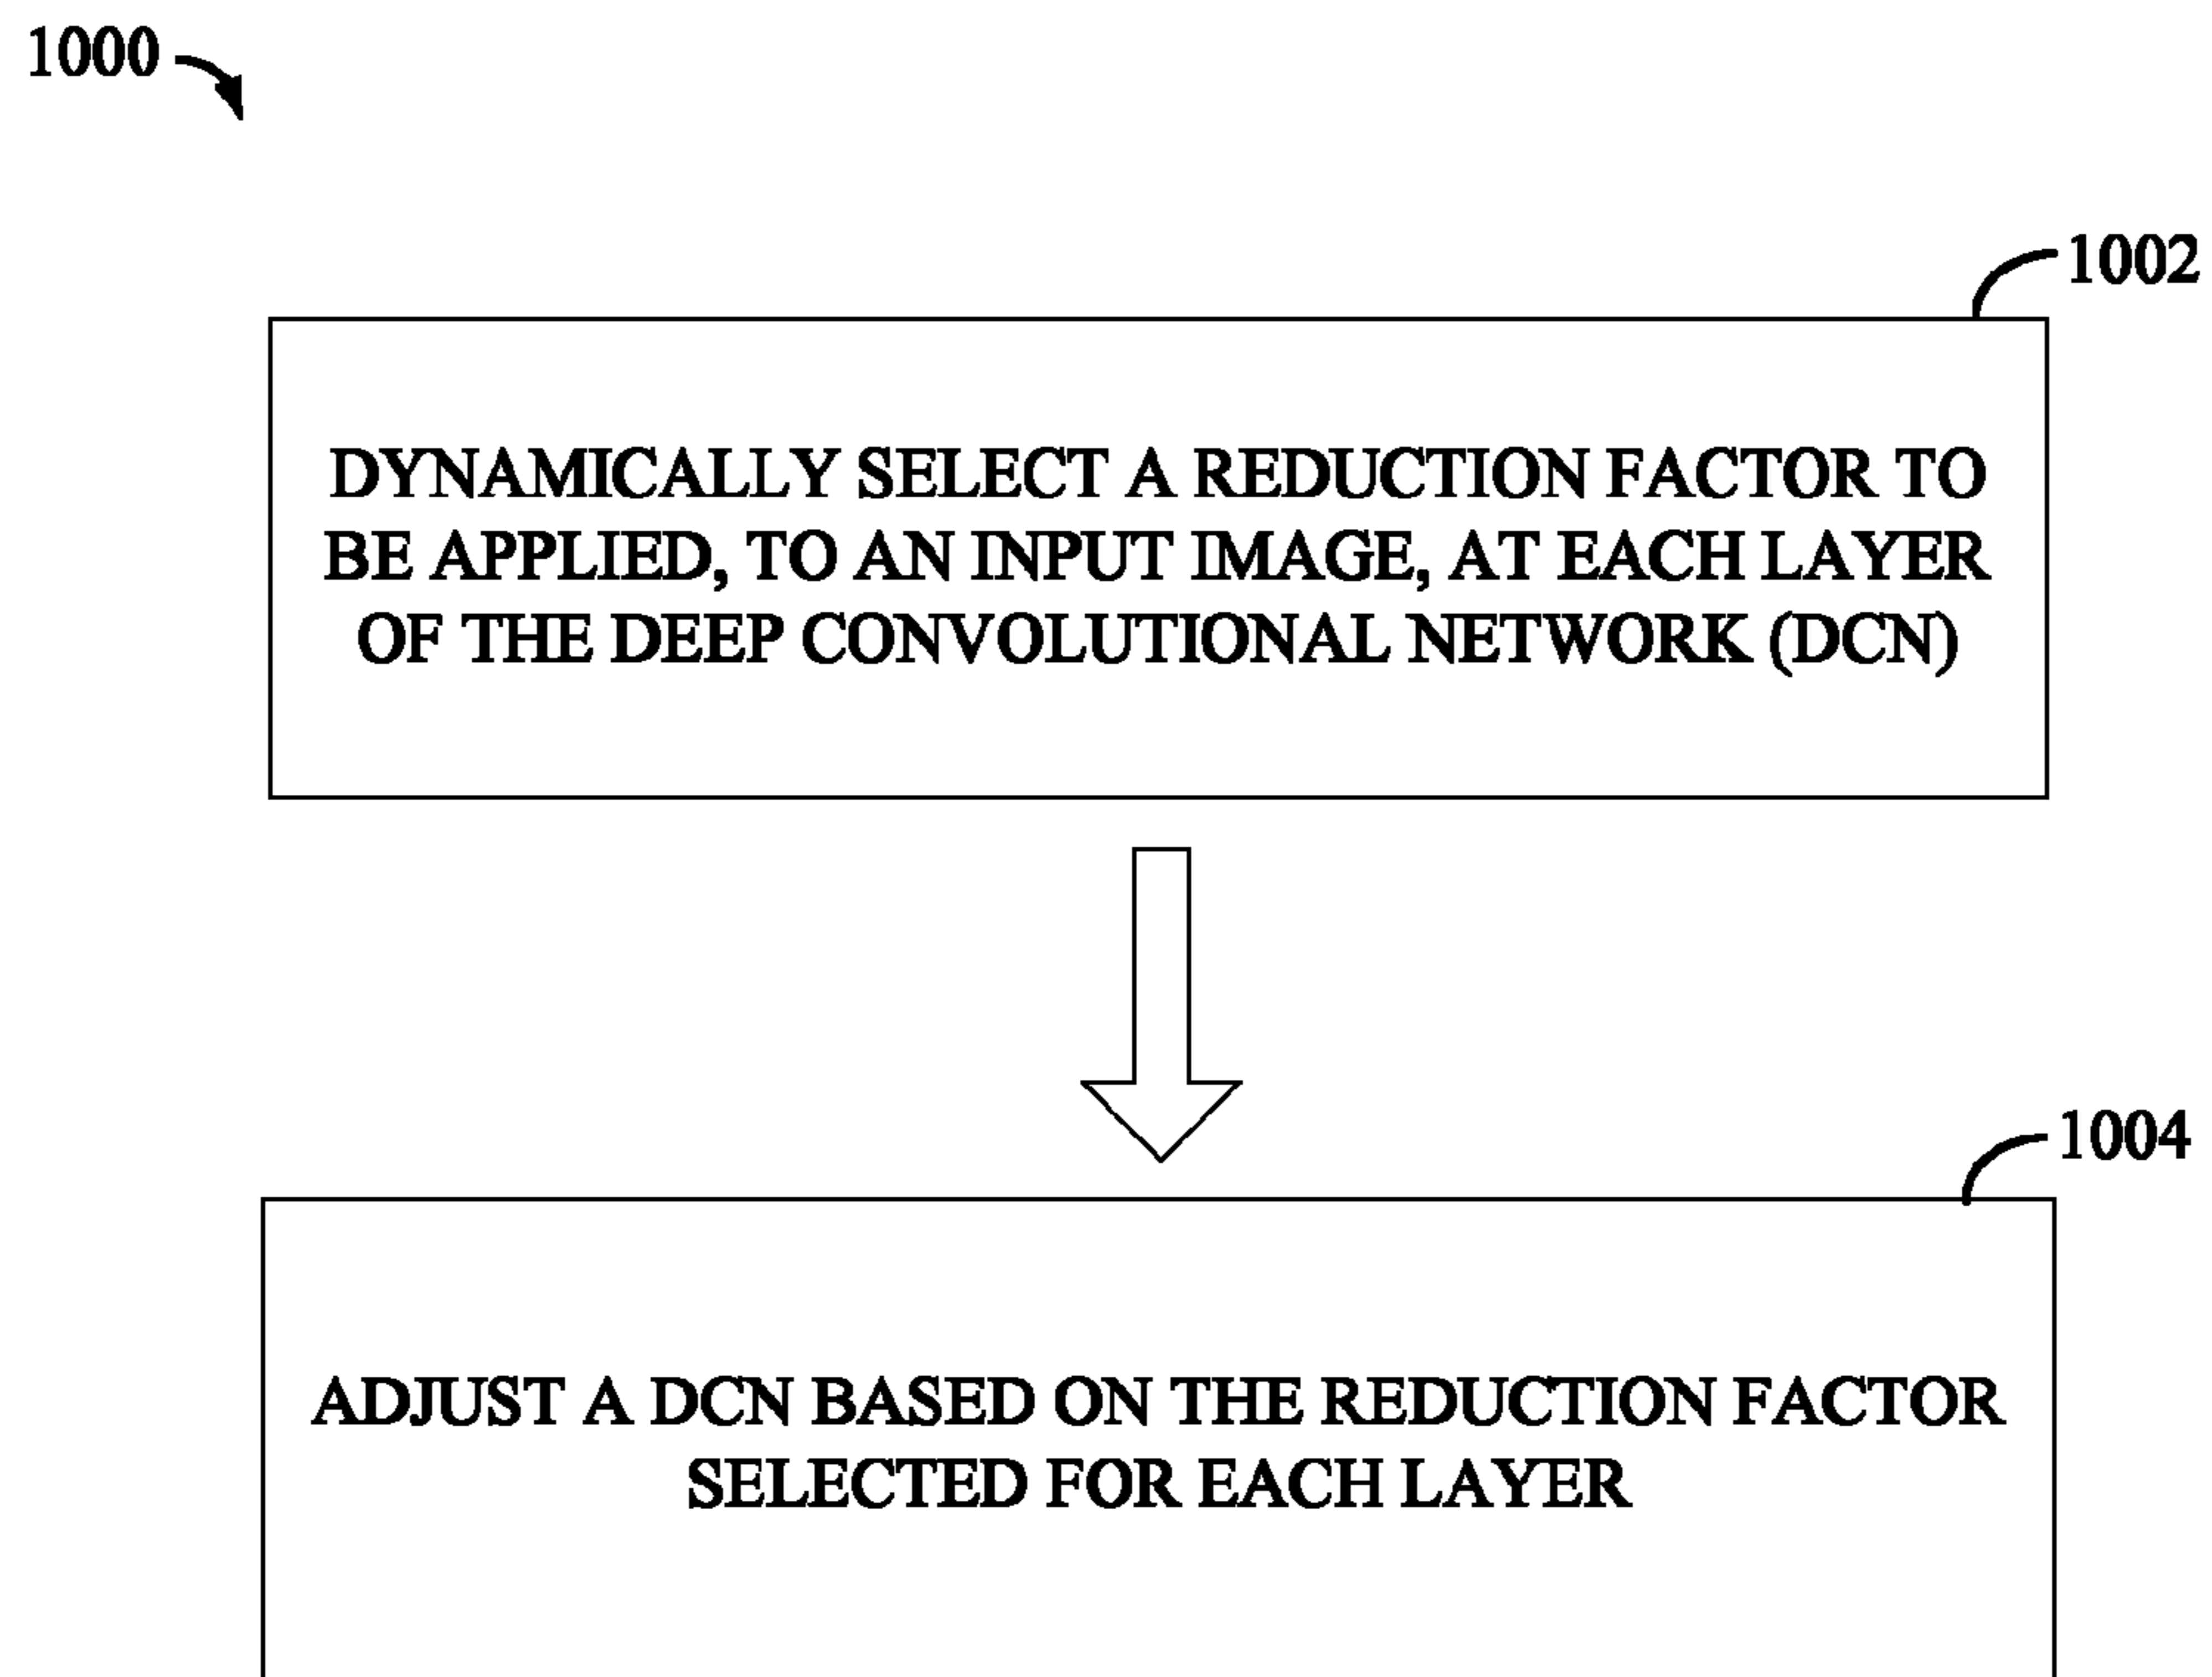 1000
1002
DYNAMICALLY SELECT A REDUCTION FACTOR TO
BE APPLIED, TO AN INPUT IMAGE, AT EACH LAYER
OF THE DEEP CONVOLUTIONAL NETWORK (DCN)
1004
ADJUST A DCN BASED ON THE REDUCTION FACTOR
SELECTED FOR EACH LAYER